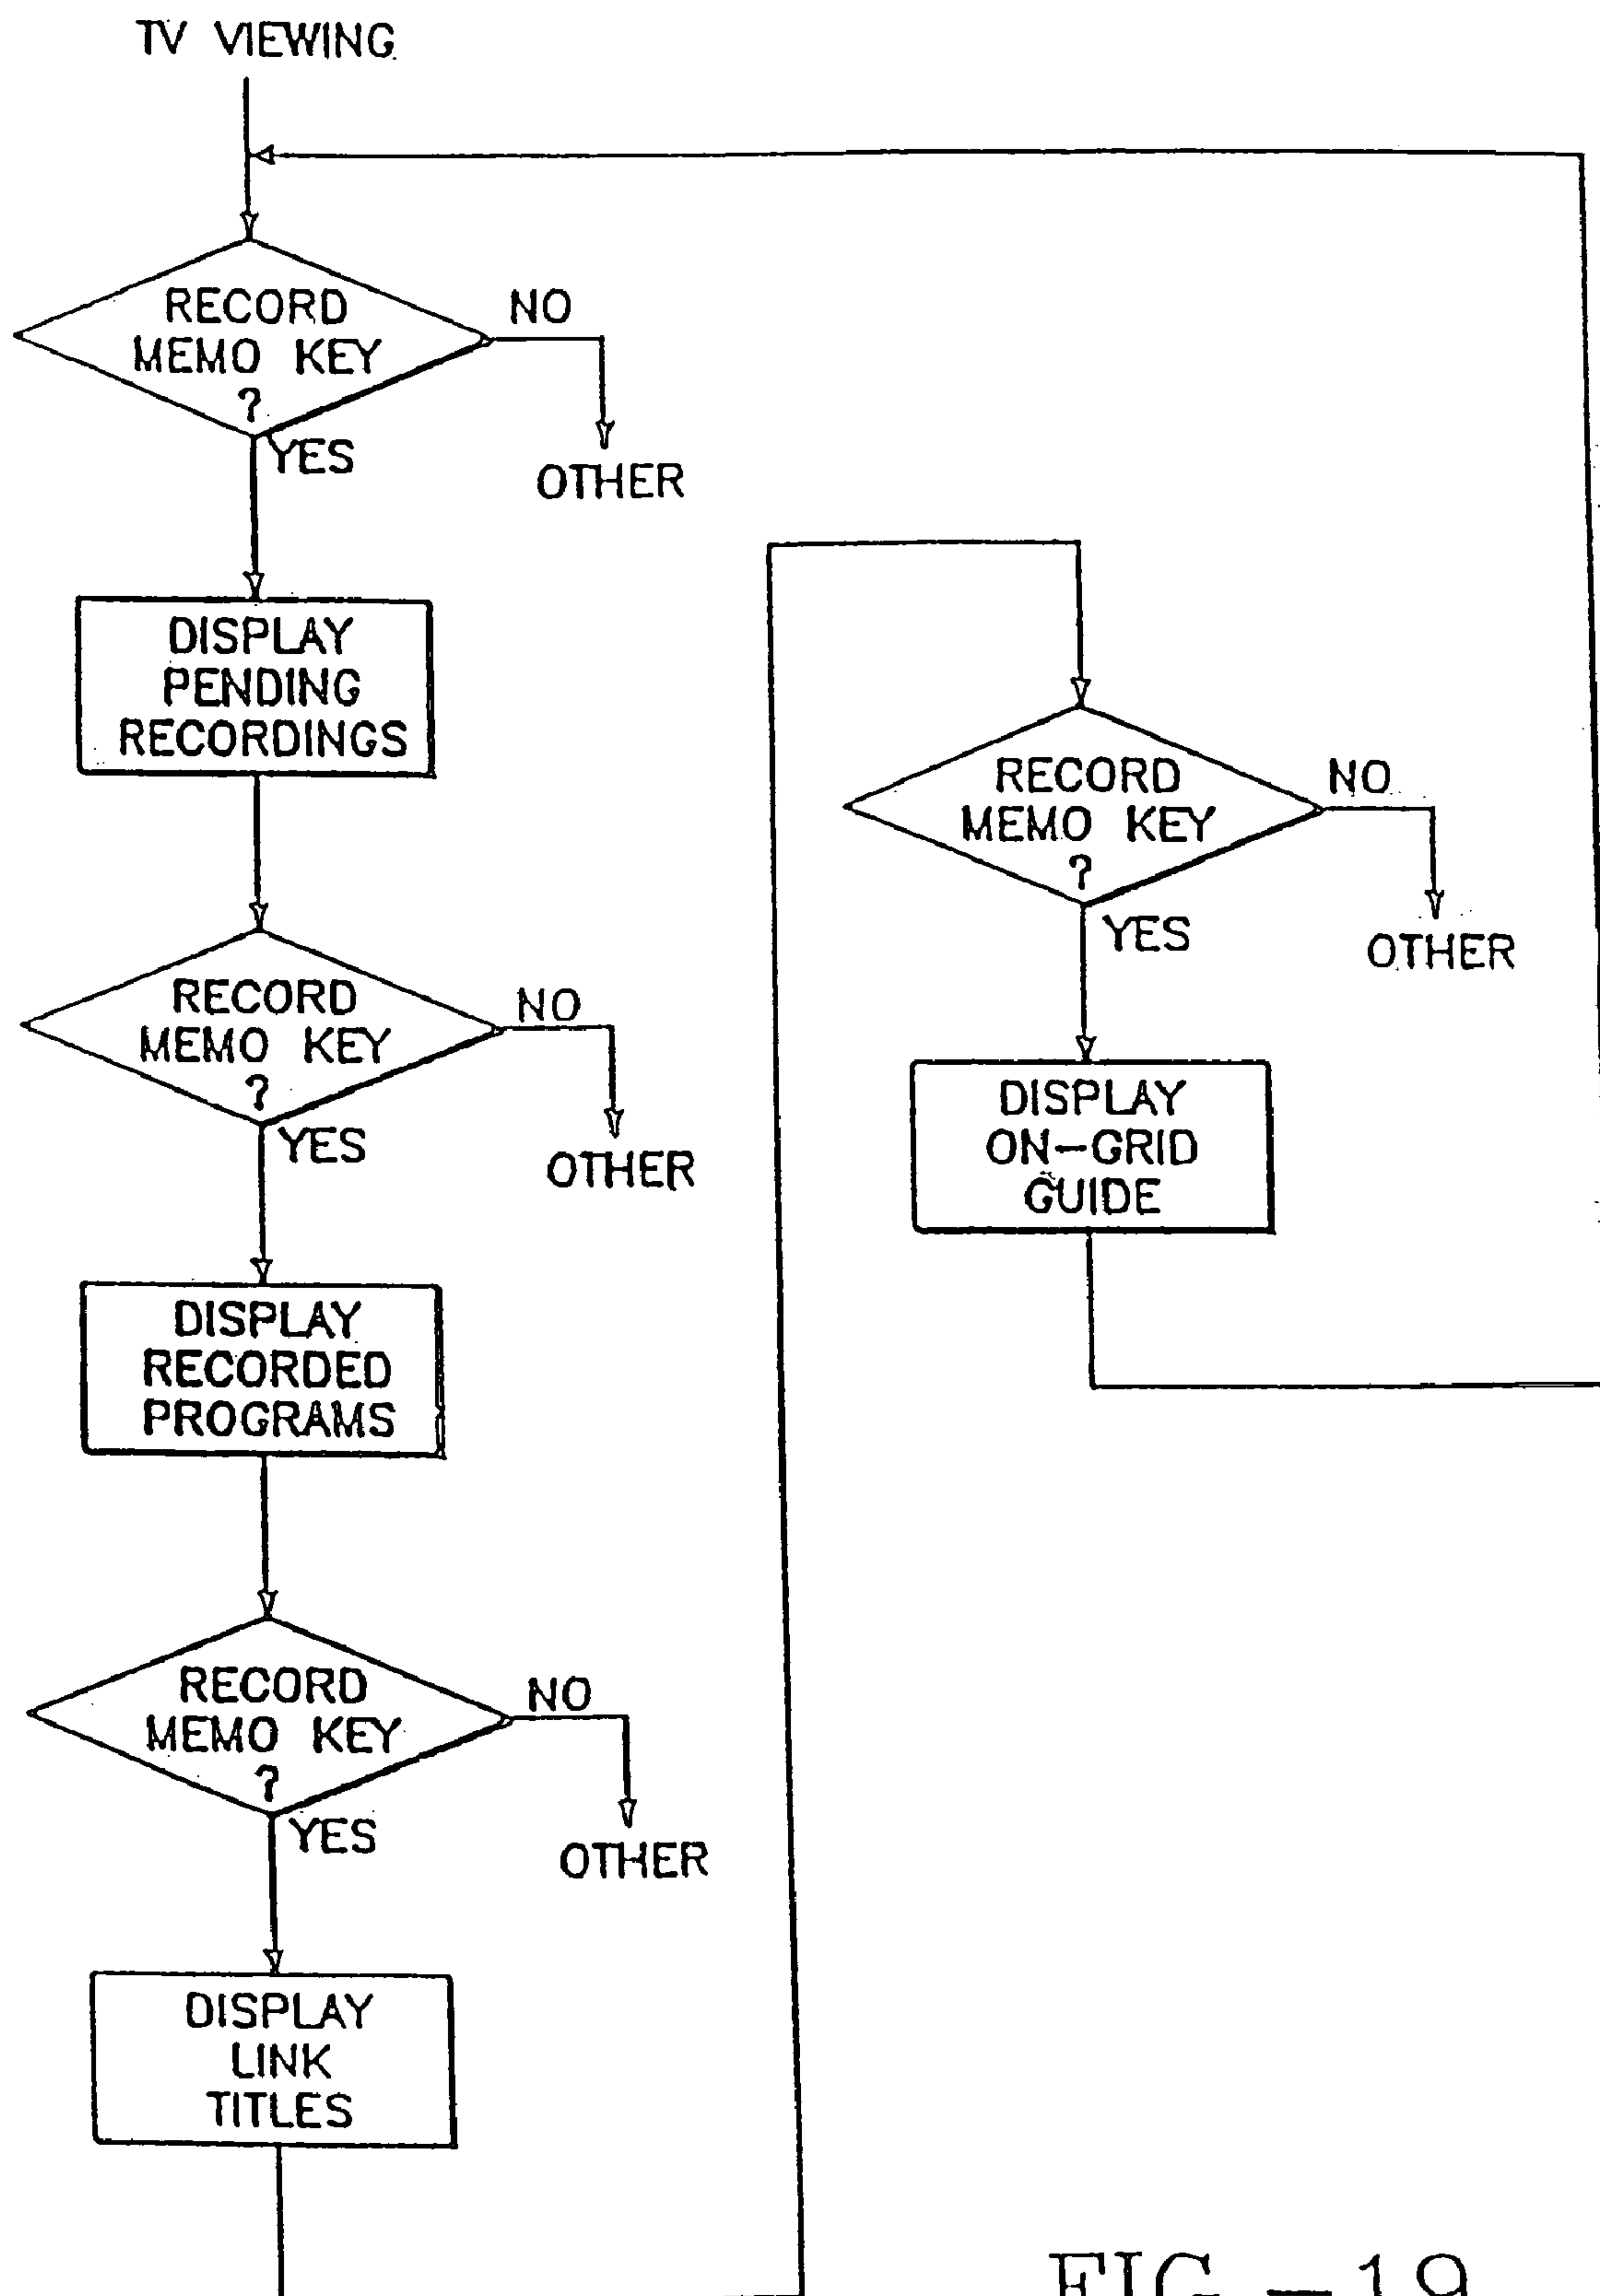 TV VIEWING
RECORD
MEMO KEY
?
NO
YES
OTHER
DISPLAY
PENDING
RECORDINGS
RECORD
MEMO KEY
?
NO
YES
OTHER
DISPLAY
RECORDED
PROGRAMS
RECORD
MEMO KEY
?
NO
YES
OTHER
DISPLAY
LINK
TITLES
RECORD
MEMO KEY
?
NO
YES
OTHER
DISPLAY
ON-GRID
GUIDE
FIG.-19